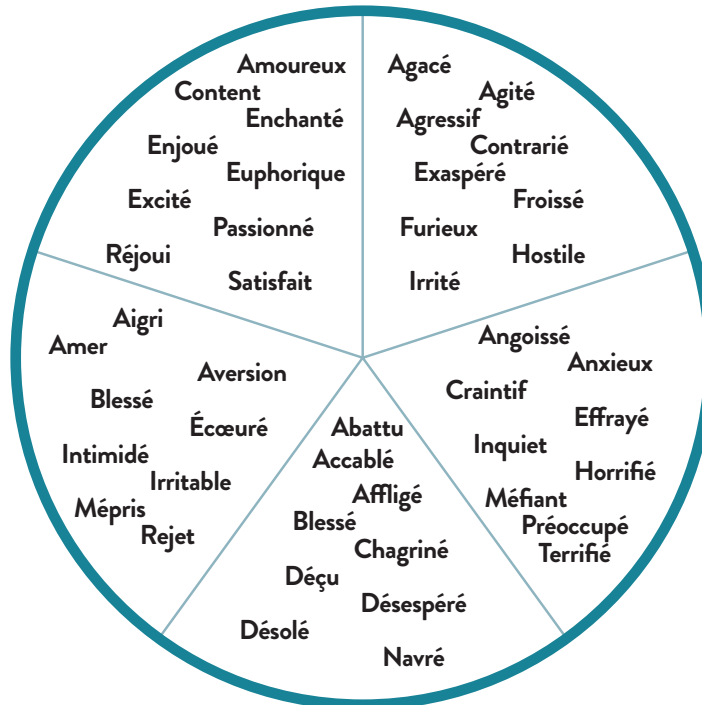 Amoureux
Content
Enchanté
Enjoué
Euphorique
Excité
Passionné
Réjoui
Satisfait
Agacé
Agité
Agressif
Contrarié
Exaspéré
Froissé
Furieux
Hostile
Irrité
Angoissé
Anxieux
Craintif
Effrayé
Inquiet
Horrifié
Méfiant
Préoccupé
Terrifié
Abattu
Accablé
Affligé
Blessé
Chagriné
Déçu
Désespéré
Désolé
Navré
Aigri
Amer
Aversion
Blessé
Écœuré
Intimidé
Irritable
Mépris
Rejet